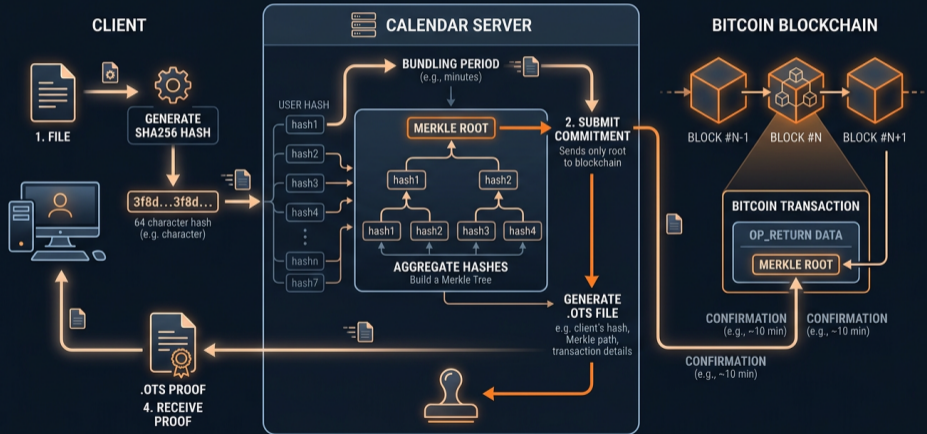 CLIENT
1. FILE
GENERATE
SHA256 HASH
3f8d...3f8d...
64 character hash
(e.g. character)
.OTS PROOF
4. RECEIVE
PROOF
CALENDAR SERVER
USER HASH
hash1
hash2
hash3
hash4
hashn
hash7
BUNDLING PERIOD
(e.g., minutes)
MERKLE ROOT
hash1
hash2
hash1
hash2
hash3
hash4
AGGREGATE HASHES
Build a Merkle Tree
2. SUBMIT
COMMITMENT
Sends only root
to blockchain
GENERATE
.OTS FILE
e.g. client's hash,
Merkle path,
transaction details
BITCOIN BLOCKCHAIN
BLOCK #N-1
BLOCK #N
BLOCK #N+1
BITCOIN TRANSACTION
OP_RETURN DATA
MERKLE ROOT
CONFIRMATION
(e.g., ~10 min)
CONFIRMATION
(e.g., ~10 min)
CONFIRMATION
(e.g., ~10 min)